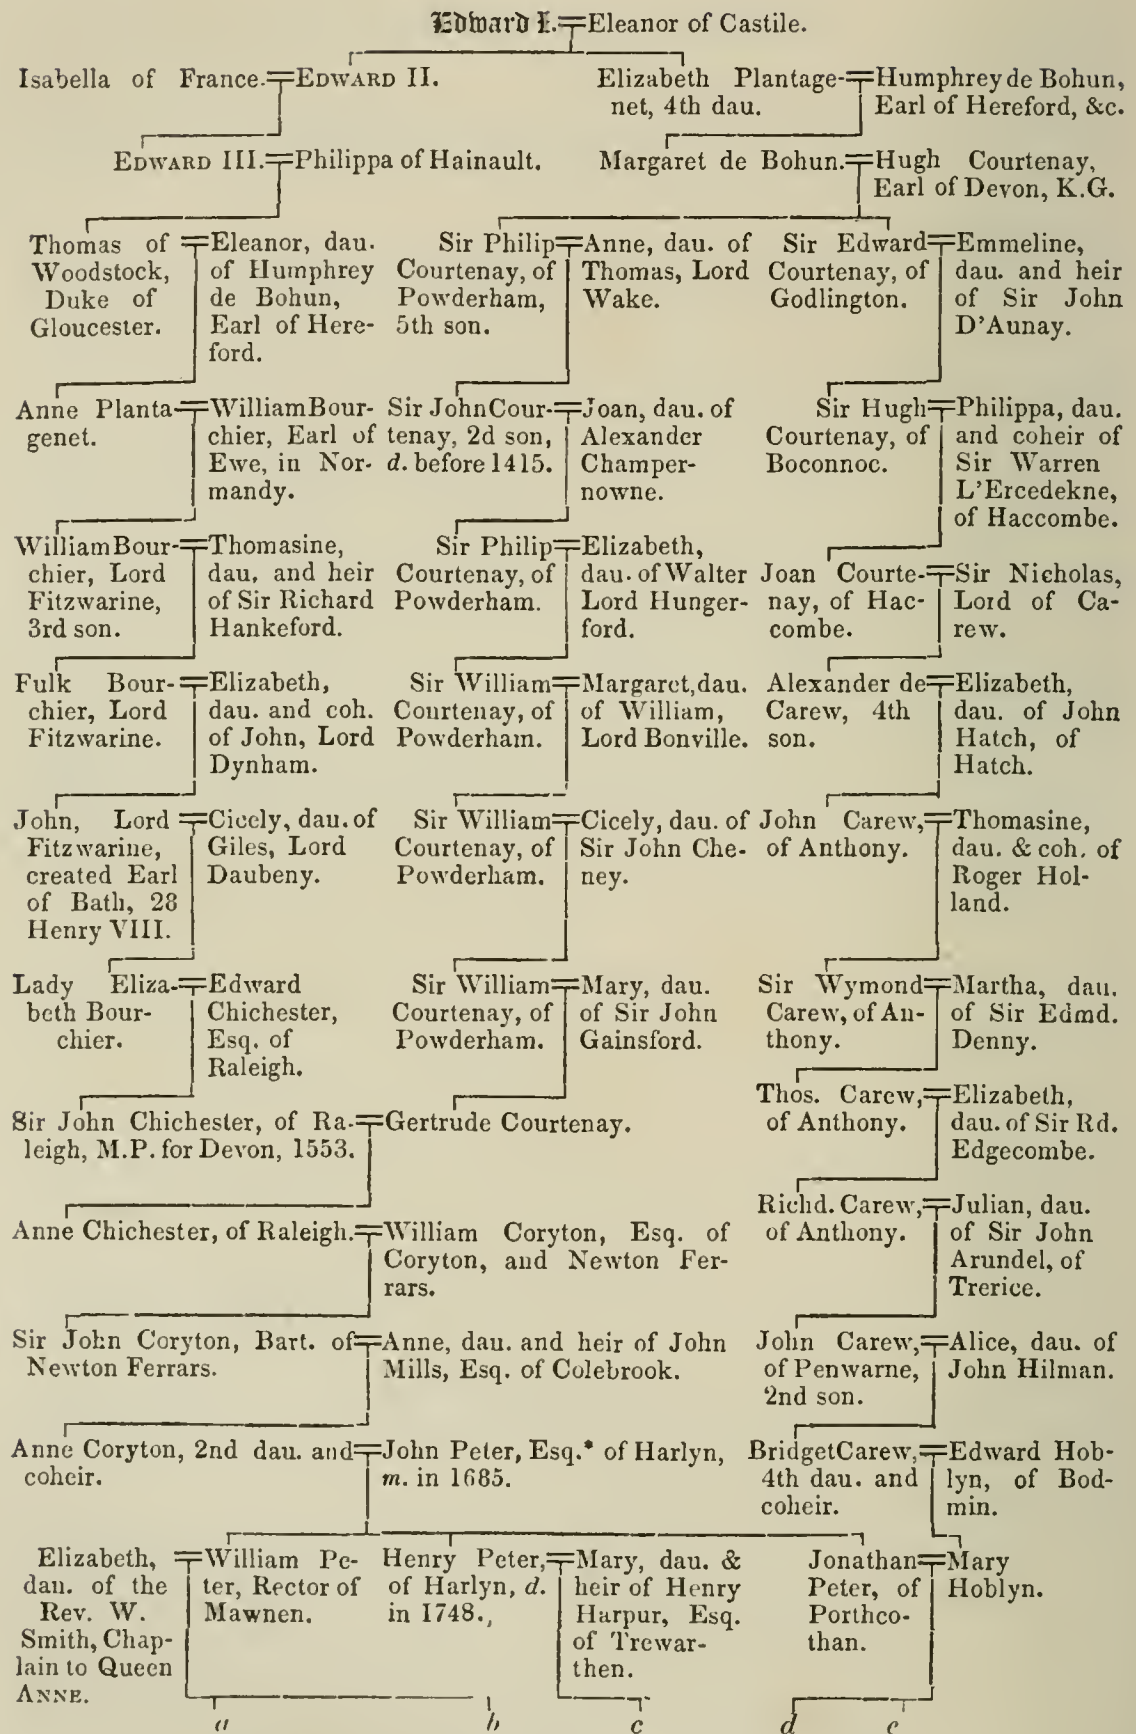 Edward I.=Eleanor of Castile.
Isabella of France.=EDWARD II.
Elizabeth Plantage-
net, 4th dau.
=Humphrey de Bohun,
Earl of Hereford, &c.
EDWARD III.=Philippa of Hainault.
Margaret de Bohun.=Hugh Courtenay,
Earl of Devon, K.G.
Thomas of
Woodstock,
Duke of
Gloucester.
=Eleanor, dau.
of Humphrey
de Bohun,
Earl of Here-
ford.
Sir Philip
Courtenay, of
Powderham,
5th son.
=Anne, dau. of
Thomas, Lord
Wake.
Sir Edward
Courtenay, of
Godlington.
=Emmeline,
dau. and heir
of Sir John
D'Aunay.
Anne Planta-
genet.
=William Bour-
chier, Earl of
Ewe, in Nor-
mandy.
Sir John Cour-
tenay, 2d son,
d. before 1415.
=Joan, dau. of
Alexander
Champer-
nowne.
Sir Hugh
Courtenay, of
Boconnoc.
=Philippa, dau.
and coheir of
Sir Warren
L'Ercedekne,
of Haccombe.
William Bour-
chier, Lord
Fitzwarine,
3rd son.
=Thomasine,
dau. and heir
of Sir Richard
Hankeford.
Sir Philip
Courtenay, of
Powderham.
=Elizabeth,
dau. of Walter
Lord Hunger-
ford.
Joan Courte-
nay, of Hac-
combe.
=Sir Nicholas,
Lord of Ca-
rew.
Fulk Bour-
chier, Lord
Fitzwarine.
=Elizabeth,
dau. and coh.
of John, Lord
Dynham.
Sir William
Courtenay, of
Powderham.
=Margaret, dau.
of William,
Lord Bonville.
Alexander de
Carew, 4th
son.
=Elizabeth,
dau. of John
Hatch, of
Hatch.
John, Lord
Fitzwarine,
created Earl
of Bath, 28
Henry VIII.
=Cicely, dau. of
Giles, Lord
Daubeny.
Sir William
Courtenay, of
Powderham.
=Cicely, dau. of
Sir John Che-
ney.
John Carew,
of Anthony.
=Thomasine,
dau. & coh. of
Roger Hol-
land.
Lady Eliza-
beth Bour-
chier.
=Edward
Chichester,
Esq. of
Raleigh.
Sir William
Courtenay, of
Powderham.
=Mary, dau.
of Sir John
Gainsford.
Sir Wymond
Carew, of An-
thony.
=Martha, dau.
of Sir Edmd.
Denny.
Sir John Chichester, of Ra-
leigh, M.P. for Devon, 1553.
=Gertrude Courtenay.
Thos. Carew,
of Anthony.
=Elizabeth,
dau. of Sir Rd.
Edgecombe.
Anne Chichester, of Raleigh.
=William Coryton, Esq. of
Coryton, and Newton Fer-
rars.
Richd. Carew,
of Anthony.
=Julian, dau.
of Sir John
Arundel, of
Trerice.
Sir John Coryton, Bart. of
Newton Ferrars.
=Anne, dau. and heir of John
Mills, Esq. of Colebrook.
John Carew,
of Penwarne,
2nd son.
=Alice, dau. of
John Hilman.
Anne Coryton, 2nd dau. and
coheir.
=John Peter, Esq.* of Harlyn,
m. in 1685.
Bridget Carew,
4th dau. and
coheir.
=Edward Hob-
lyn, of Bod-
min.
Elizabeth,
dau. of the
Rev. W.
Smith, Chap-
lain to Queen
ANNE.
=William Pe-
ter, Rector of
Mawnen.
Henry Peter,
of Harlyn, d.
in 1748.,
=Mary, dau. &
heir of Henry
Harpur, Esq.
of Trewar-
then.
Jonathan
Peter, of
Porthco-
than.
=Mary
Hoblyn.
a b c d e